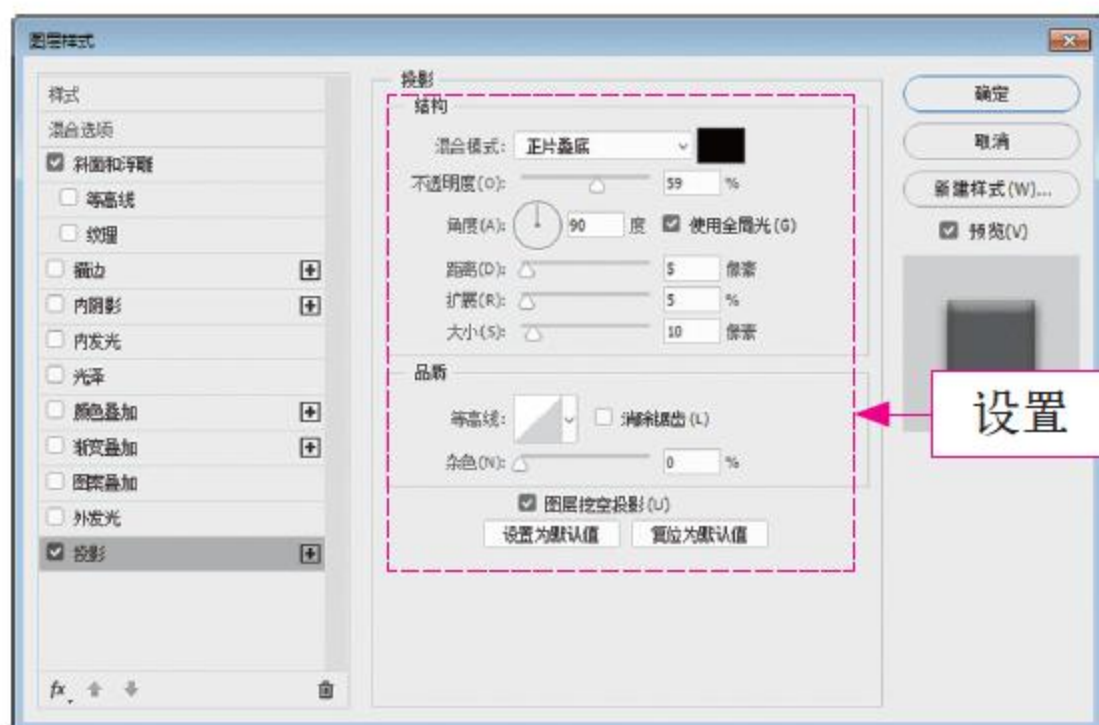 图层样式
样式
混合选项
斜面和浮雕
等高线
纹理
描边
内阴影
内发光
光泽
颜色叠加
渐变叠加
图案叠加
外发光
投影
fx
投影
结构
混合模式: 正片叠底
不透明度(O): 59 %
角度(A): 90 度 使用全局光(G)
距离(D): 5 像素
扩展(R): 5 %
大小(S): 10 像素
品质
等高线: 消除锯齿(L)
杂色(N): 0 %
图层挖空投影(U)
设置为默认值 复位为默认值
确定
取消
新建样式(W)...
预览(V)
设置